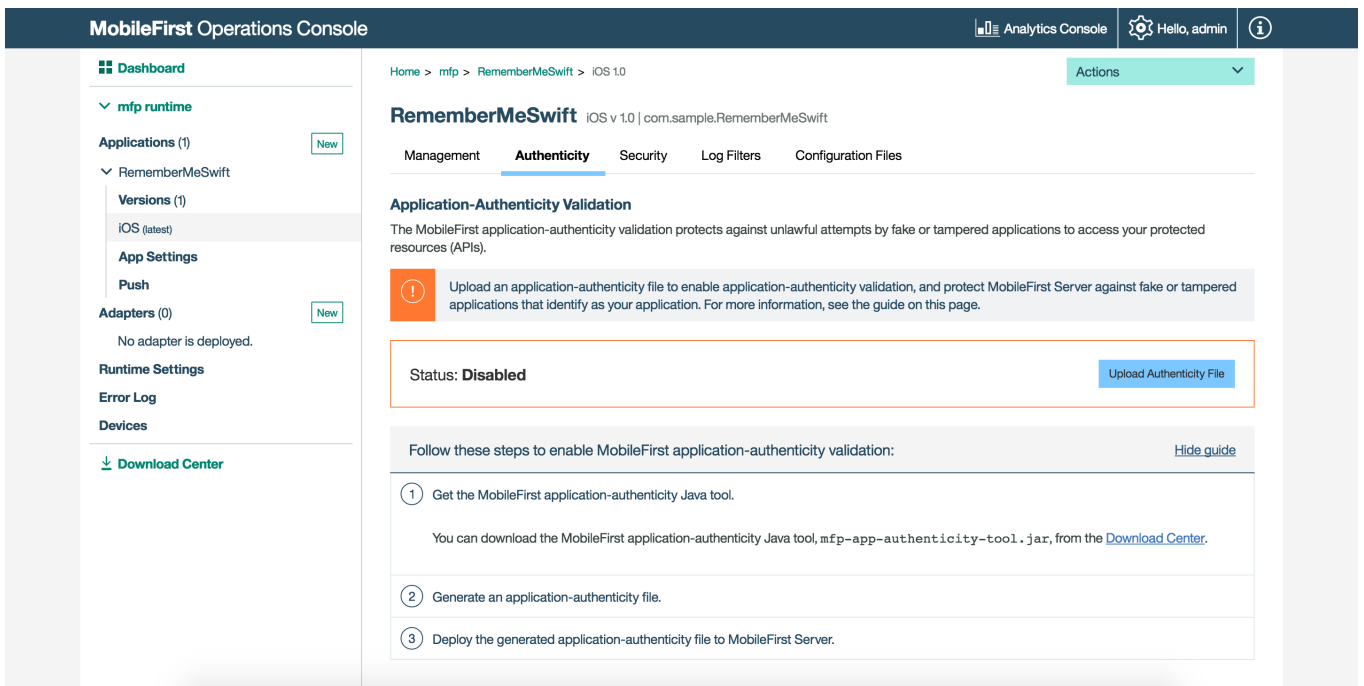 MobileFirst Operations Console
Analytics Console
Hello, admin
Dashboard
mfp runtime
Applications (1)
New
RememberMeSwift
Versions (1)
iOS (latest)
App Settings
Push
Adapters (0)
New
No adapter is deployed.
Runtime Settings
Error Log
Devices
Download Center
Home > mfp > RememberMeSwift > iOS 1.0
Actions
RememberMeSwift iOS v 1.0 | com.sample.RememberMeSwift
Management Authenticity Security Log Filters Configuration Files
Application-Authenticity Validation
The MobileFirst application-authenticity validation protects against unlawful attempts by fake or tampered applications to access your protected
resources (APIs).
Upload an application-authenticity file to enable application-authenticity validation, and protect MobileFirst Server against fake or tampered
applications that identify as your application. For more information, see the guide on this page.
Status: Disabled
Upload Authenticity File
Follow these steps to enable MobileFirst application-authenticity validation:
Hide guide
1 Get the MobileFirst application-authenticity Java tool.
You can download the MobileFirst application-authenticity Java tool, mfp-app-authenticity-tool.jar, from the Download Center.
2 Generate an application-authenticity file.
3 Deploy the generated application-authenticity file to MobileFirst Server.